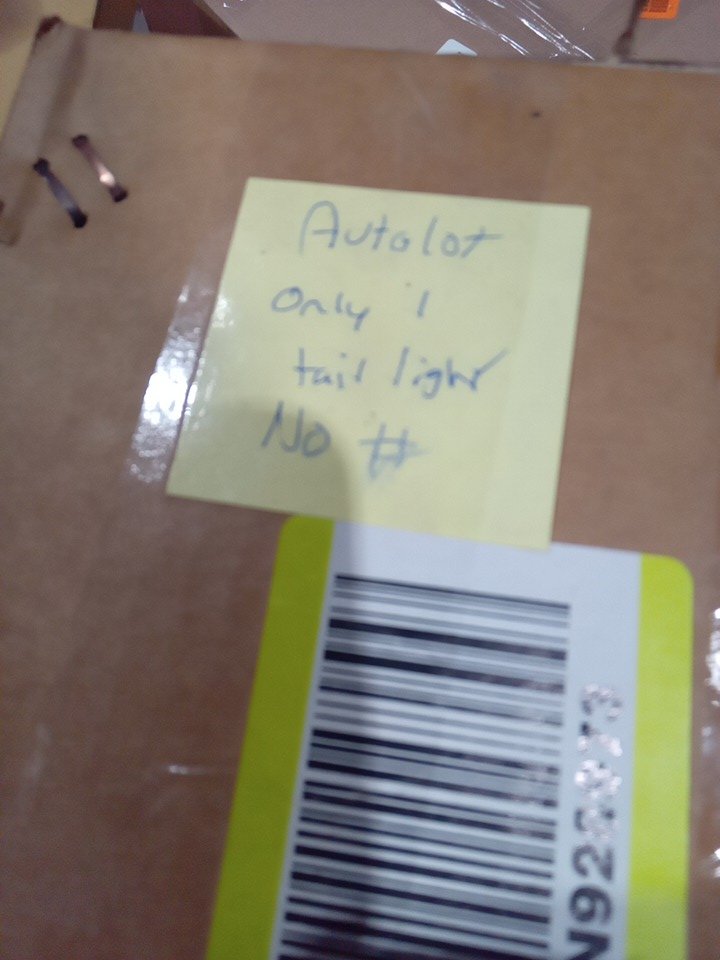 Autolot
Only 1
tail light
No #